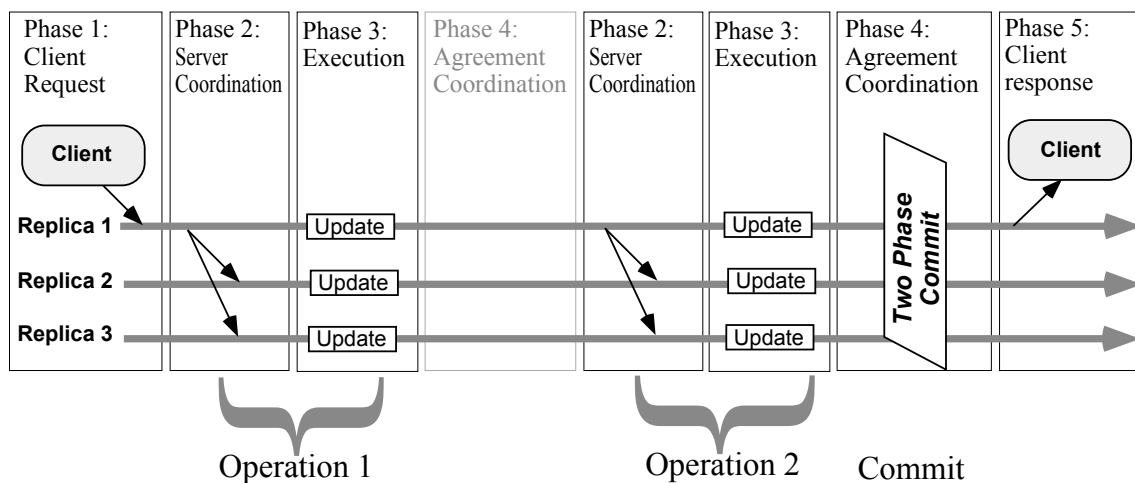 Phase 1:
Client
Request
Phase 2:
Server
Coordination
Phase 3:
Execution
Phase 4:
Agreement
Coordination
Phase 2:
Server
Coordination
Phase 3:
Execution
Phase 4:
Agreement
Coordination
Phase 5:
Client
response
Client
Client
Replica 1
Update
Update
Replica 2
Update
Update
Replica 3
Update
Update
Two Phase
Commit
Operation 1
Operation 2
Commit